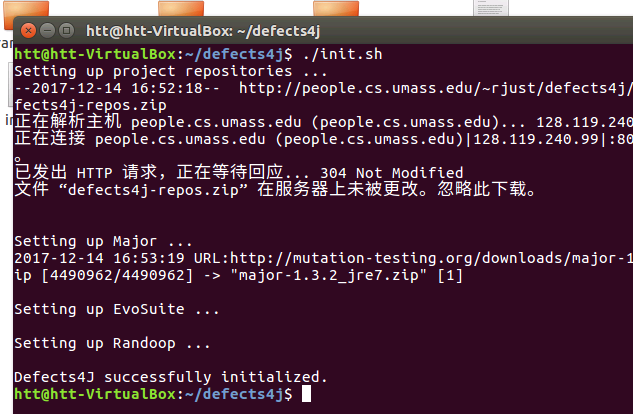 htt@htt-VirtualBox: ~/defects4j
htt@htt-VirtualBox:~/defects4j$ ./init.sh
Setting up project repositories ...
--2017-12-14 16:52:18-- http://people.cs.umass.edu/~rjust/defects4j/
fects4j-repos.zip
正在解析主机 people.cs.umass.edu (people.cs.umass.edu)... 128.119.240
正在连接 people.cs.umass.edu (people.cs.umass.edu)|128.119.240.99|:80
。
已发出 HTTP 请求，正在等待回应... 304 Not Modified
文件 “defects4j-repos.zip” 在服务器上未被更改。忽略此下载。
Setting up Major ...
2017-12-14 16:53:19 URL:http://mutation-testing.org/downloads/major-1
ip [4490962/4490962] -> "major-1.3.2_jre7.zip" [1]
Setting up EvoSuite ...
Setting up Randoop ...
Defects4J successfully initialized.
htt@htt-VirtualBox:~/defects4j$